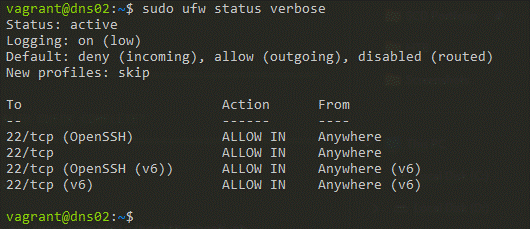 vagrant@dns02:~$ sudo ufw status verbose
Status: active
Logging: on (low)
Default: deny (incoming), allow (outgoing), disabled (routed)
New profiles: skip
To                         Action      From
--                         ------      ----
22/tcp (OpenSSH)           ALLOW IN    Anywhere
22/tcp                     ALLOW IN    Anywhere
22/tcp (OpenSSH (v6))      ALLOW IN    Anywhere (v6)
22/tcp (v6)                ALLOW IN    Anywhere (v6)
vagrant@dns02:~$